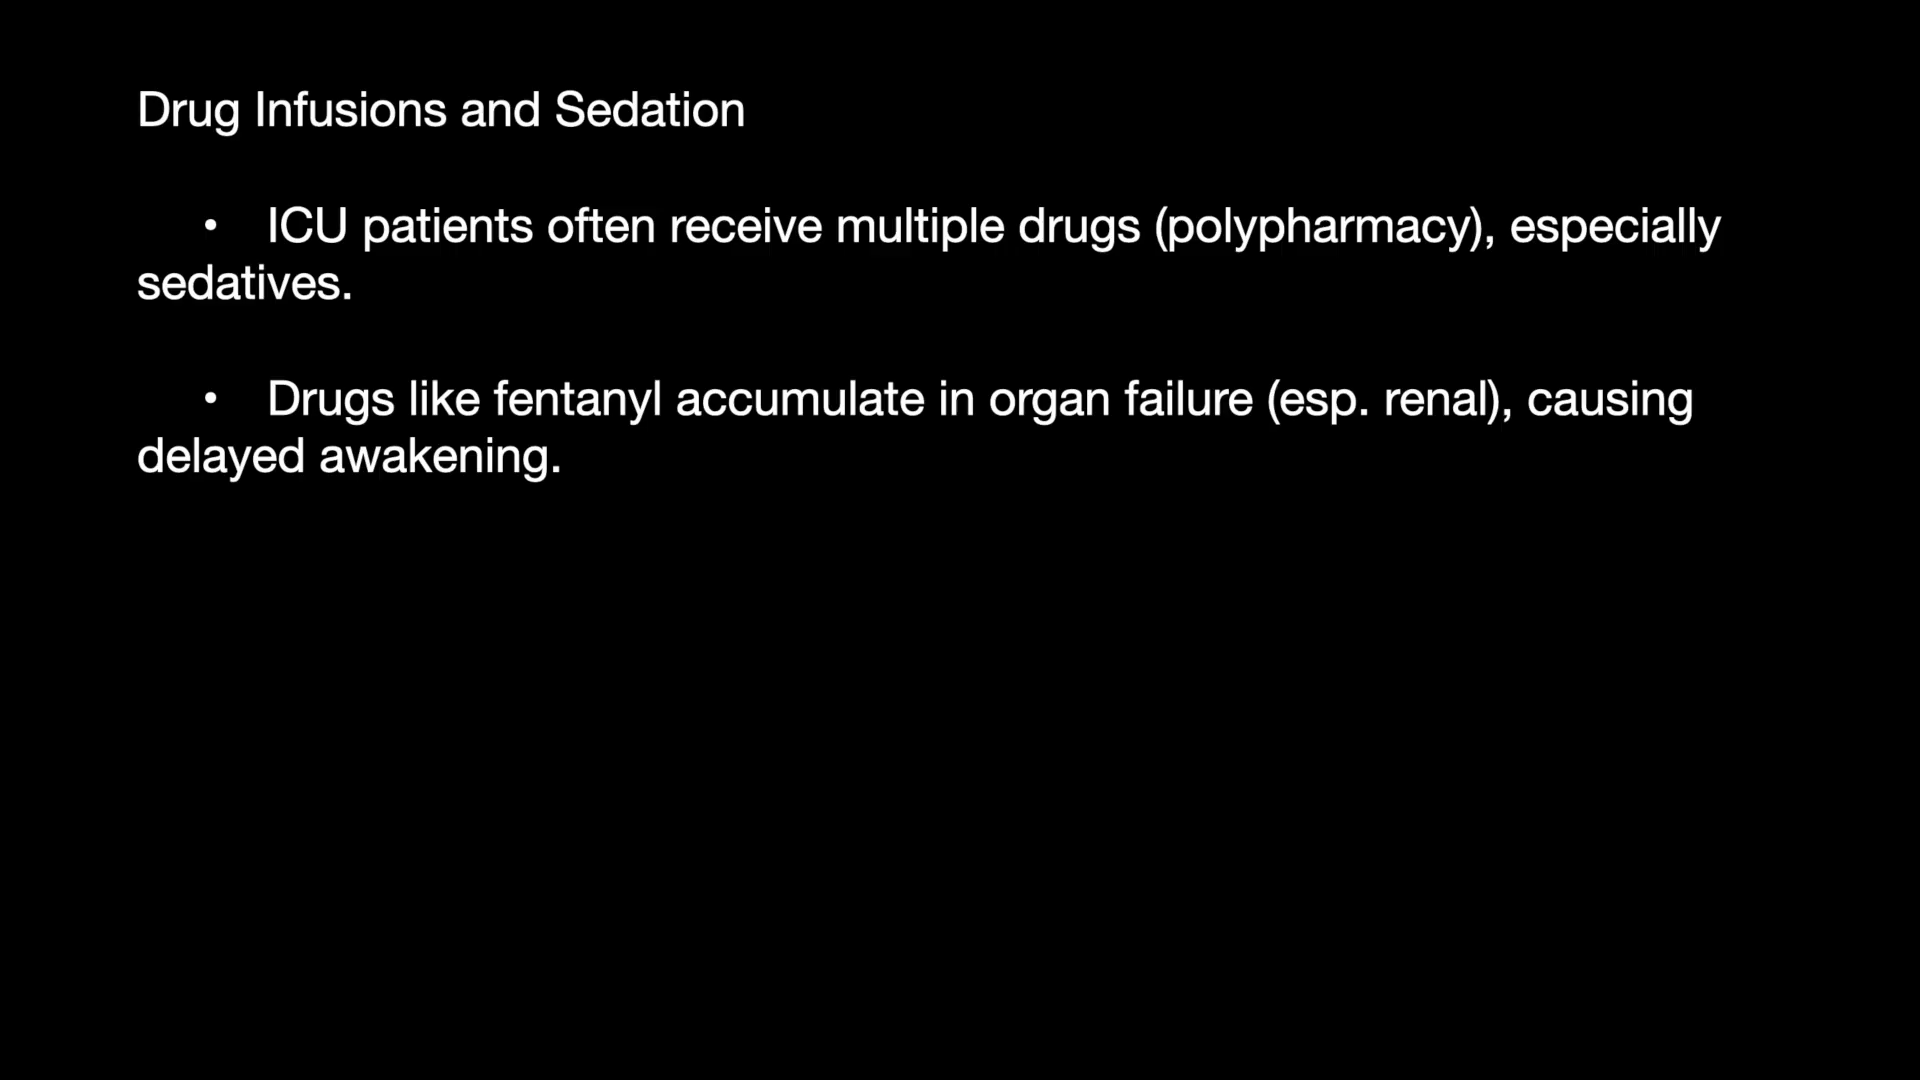 Drug Infusions and Sedation
• ICU patients often receive multiple drugs (polypharmacy), especially
sedatives.
• Drugs like fentanyl accumulate in organ failure (esp. renal), causing
delayed awakening.